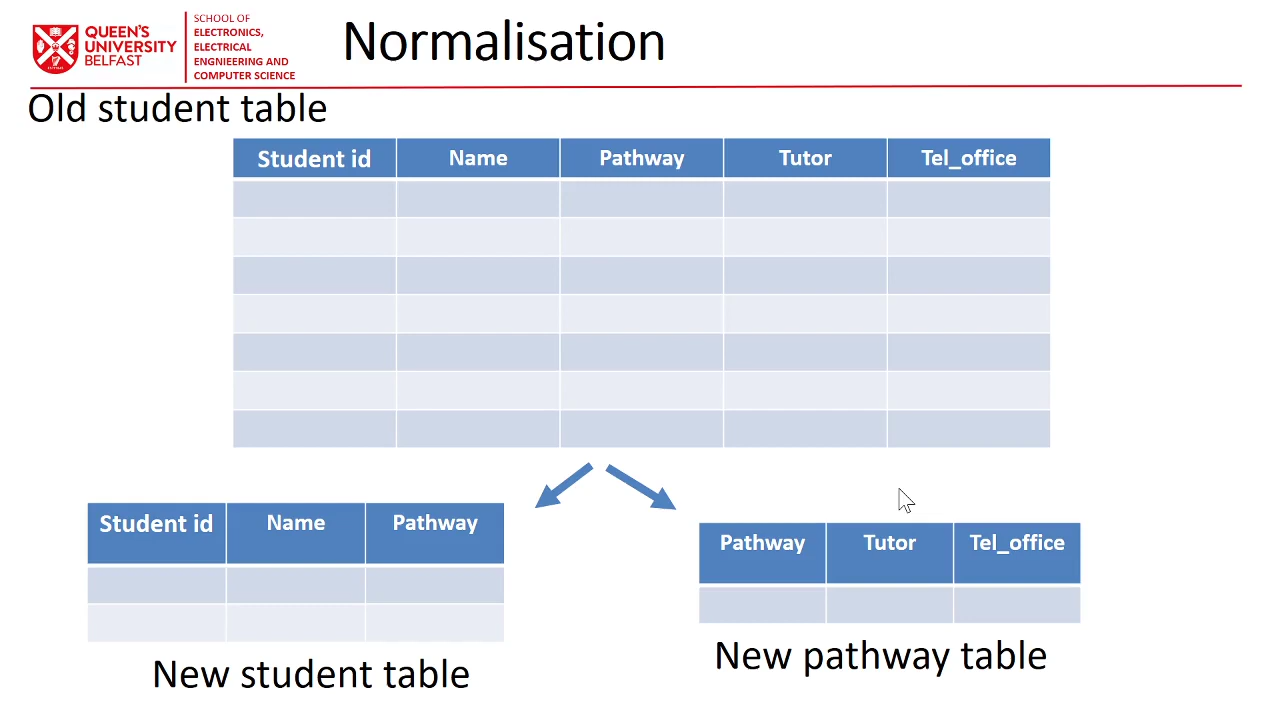 QUEEN'S
UNIVERSITY
BELFAST
SCHOOL OF
ELECTRONICS,
ELECTRICAL
ENGNIEERING AND
COMPUTER SCIENCE
Normalisation
Old student table
Student id Name Pathway Tutor Tel_office
Student id Name Pathway
Pathway Tutor Tel_office
New student table
New pathway table